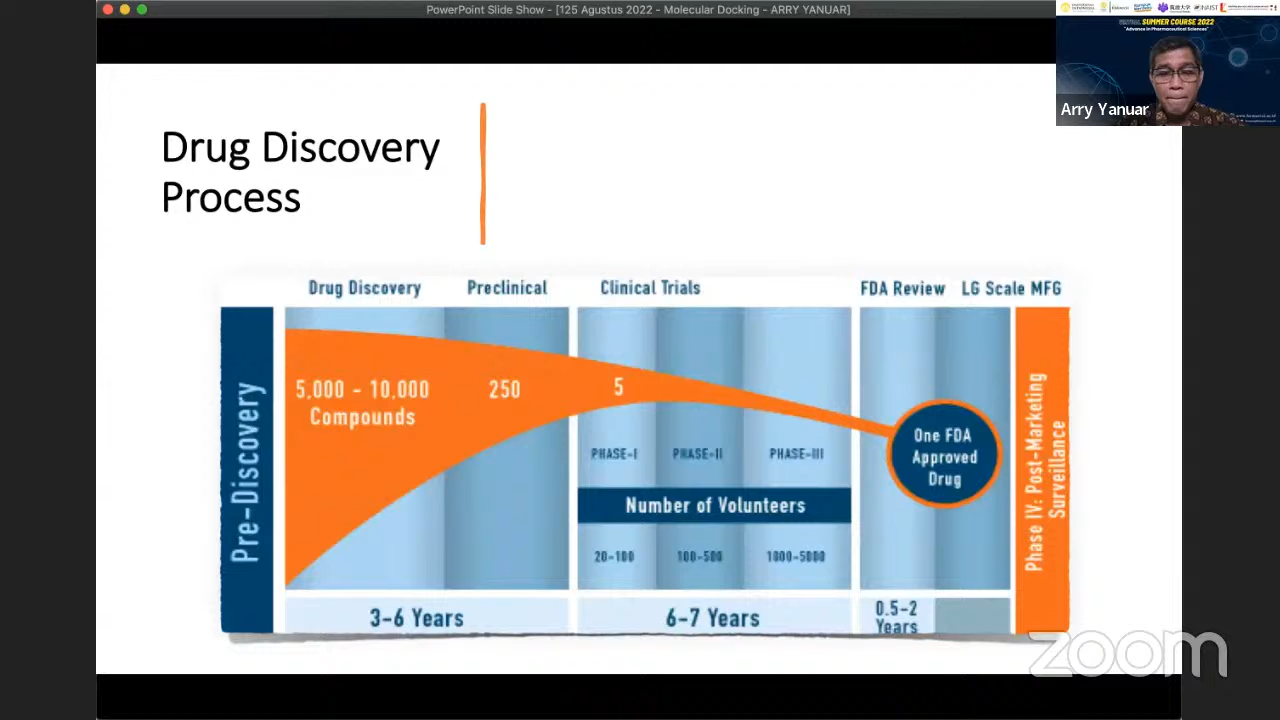 PowerPoint Slide Show - [125 Agustus 2022 - Molecular Docking - ARRY YANUAR]
SUMMER COURSE 2022
"Advance in Pharmaceutical Sciences"
Arry Yanuar
Drug Discovery
Process
Drug Discovery Preclinical Clinical Trials FDA Review LG Scale MFG
Pre-Discovery
5,000 - 10,000
Compounds
250
5
PHASE-I PHASE-II PHASE-III
Number of Volunteers
20-100 100-500 1000-5000
One FDA
Approved
Drug
Phase IV: Post-Marketing
Surveillance
3-6 Years
6-7 Years
0.5-2
Years
zoom